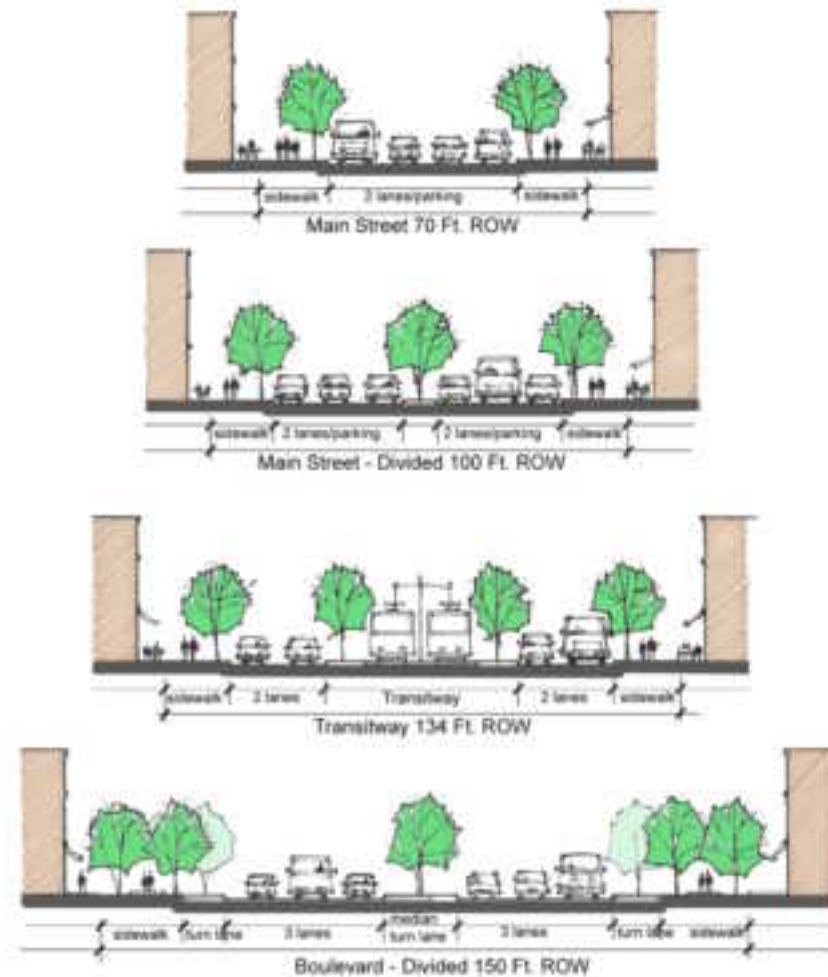 sidewalk 2 lanes/parking sidewalk
Main Street 70 Ft. ROW
sidewalk 2 lanes/parking 2 lanes/parking sidewalk
Main Street - Divided 100 Ft. ROW
sidewalk 2 lanes Transitway 2 lanes sidewalk
Transitway 134 Ft. ROW
sidewalk turn lane 3 lanes median turn lane 3 lanes turn lane sidewalk
Boulevard - Divided 150 Ft. ROW